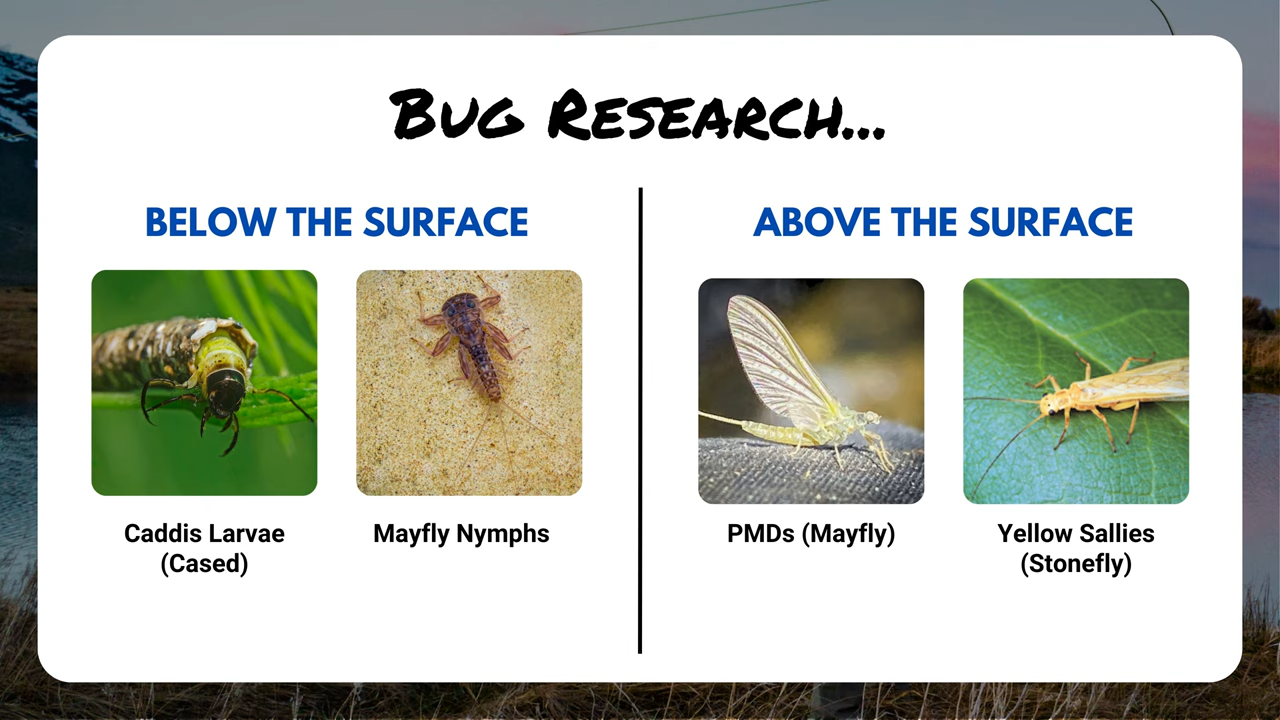 Bug Research...
BELOW THE SURFACE
Caddis Larvae
(Cased)
Mayfly Nymphs
ABOVE THE SURFACE
PMDs (Mayfly)
Yellow Sallies
(Stonefly)